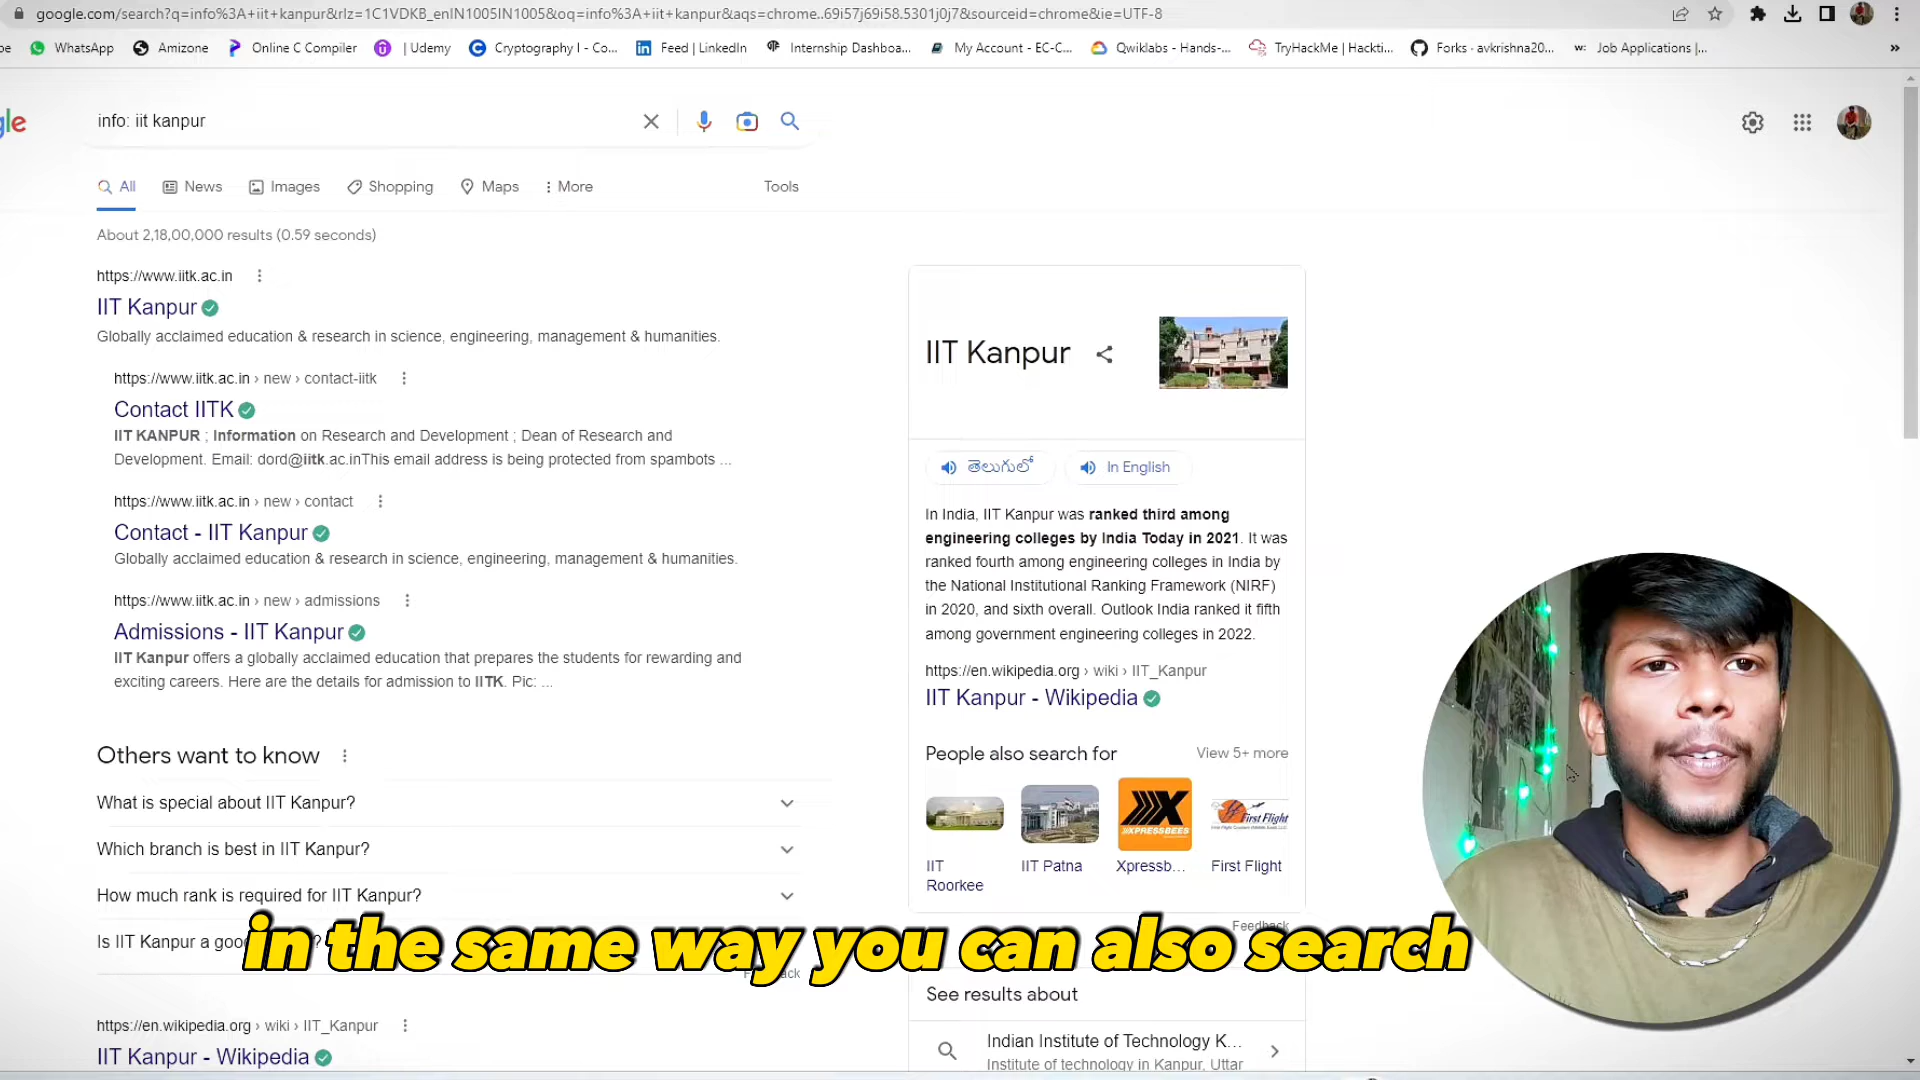 google.com/search?q=info%3A+iit+kanpur&rlz=1C1VDKB_enIN1005IN1005&oq=info%3A+iit+kanpur&aqs=chrome..69i57j69i58.5301j0j7&sourceid=chrome&ie=UTF-8
WhatsApp Amizone Online C Compiler | Udemy Cryptography I - Co... Feed | LinkedIn Internship Dashboa... My Account - EC-C... Qwiklabs - Hands-... TryHackMe | Hackti... Forks · avkrishna20... Job Applications |...
info: iit kanpur
All News Images Shopping Maps More Tools
About 2,18,00,000 results (0.59 seconds)
https://www.iitk.ac.in
IIT Kanpur
Globally acclaimed education & research in science, engineering, management & humanities.
https://www.iitk.ac.in › new › contact-iitk
Contact IITK
IIT KANPUR ; Information on Research and Development ; Dean of Research and
Development. Email: dord@iitk.ac.inThis email address is being protected from spambots ...
https://www.iitk.ac.in › new › contact
Contact - IIT Kanpur
Globally acclaimed education & research in science, engineering, management & humanities.
https://www.iitk.ac.in › new › admissions
Admissions - IIT Kanpur
IIT Kanpur offers a globally acclaimed education that prepares the students for rewarding and
exciting careers. Here are the details for admission to IITK. Pic: ...
Others want to know
What is special about IIT Kanpur?
Which branch is best in IIT Kanpur?
How much rank is required for IIT Kanpur?
Is IIT Kanpur a
in the same way you can also search
https://en.wikipedia.org › wiki › IIT_Kanpur
IIT Kanpur - Wikipedia
IIT Kanpur
తెలుగులో In English
In India, IIT Kanpur was ranked third among
engineering colleges by India Today in 2021. It was
ranked fourth among engineering colleges in India by
the National Institutional Ranking Framework (NIRF)
in 2020, and sixth overall. Outlook India ranked it fifth
among government engineering colleges in 2022.
https://en.wikipedia.org › wiki › IIT_Kanpur
IIT Kanpur - Wikipedia
People also search for View 5+ more
XPRESSBEES
First Flight
IIT
Roorkee
IIT Patna
Xpressb...
First Flight
Feedback
See results about
Indian Institute of Technology K...
Institute of technology in Kanpur, Uttar